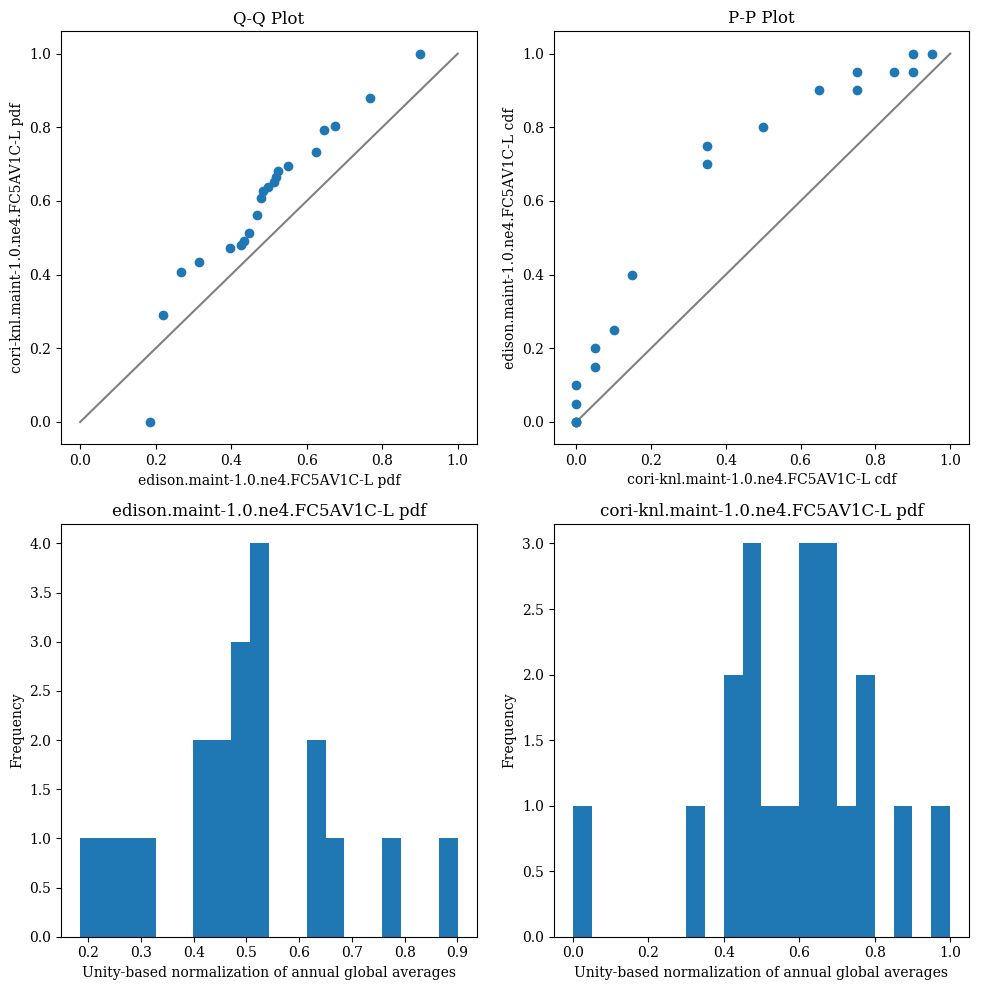 Q-Q Plot
1.0
0.8
0.6
0.4
0.2
0.0
cori-knl.maint-1.0.ne4.FC5AV1C-L pdf
0.0 0.2 0.4 0.6 0.8 1.0
edison.maint-1.0.ne4.FC5AV1C-L pdf
P-P Plot
1.0
0.8
0.6
0.4
0.2
0.0
edison.maint-1.0.ne4.FC5AV1C-L cdf
0.0 0.2 0.4 0.6 0.8 1.0
cori-knl.maint-1.0.ne4.FC5AV1C-L cdf
edison.maint-1.0.ne4.FC5AV1C-L pdf
4.0
3.5
3.0
2.5
2.0
1.5
1.0
0.5
0.0
Frequency
0.2 0.3 0.4 0.5 0.6 0.7 0.8 0.9
Unity-based normalization of annual global averages
cori-knl.maint-1.0.ne4.FC5AV1C-L pdf
3.0
2.5
2.0
1.5
1.0
0.5
0.0
Frequency
0.0 0.2 0.4 0.6 0.8 1.0
Unity-based normalization of annual global averages